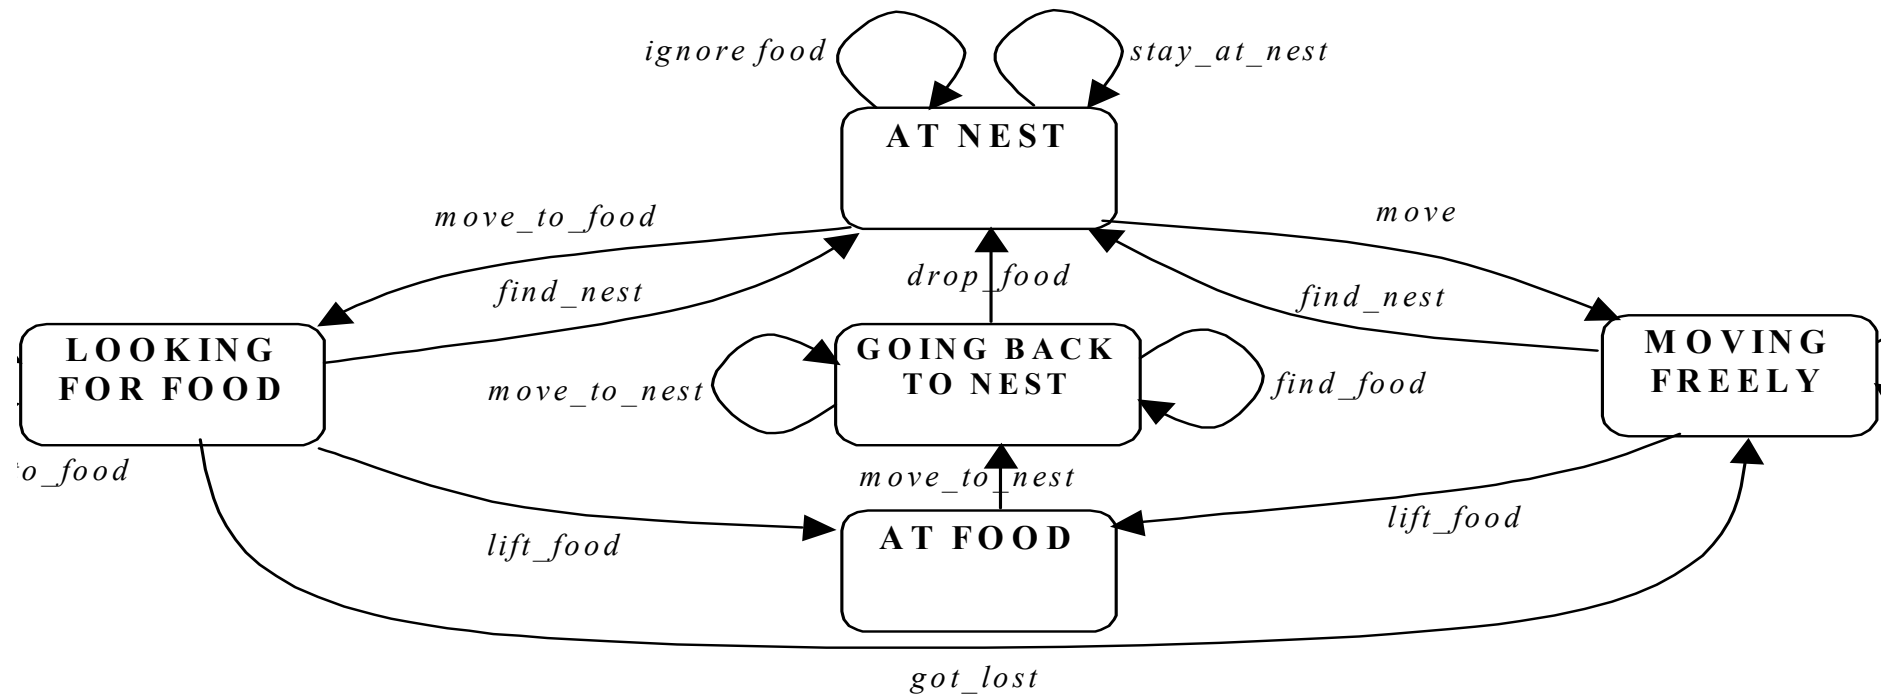 ignore food
stay_at_nest
AT NEST
move_to_food
move
drop_food
find_nest
find_nest
LOOKING
FOR FOOD
GOING BACK
TO NEST
MOVING
FREELY
move_to_nest
find_food
o_food
move_to_nest
lift_food
AT FOOD
lift_food
got_lost